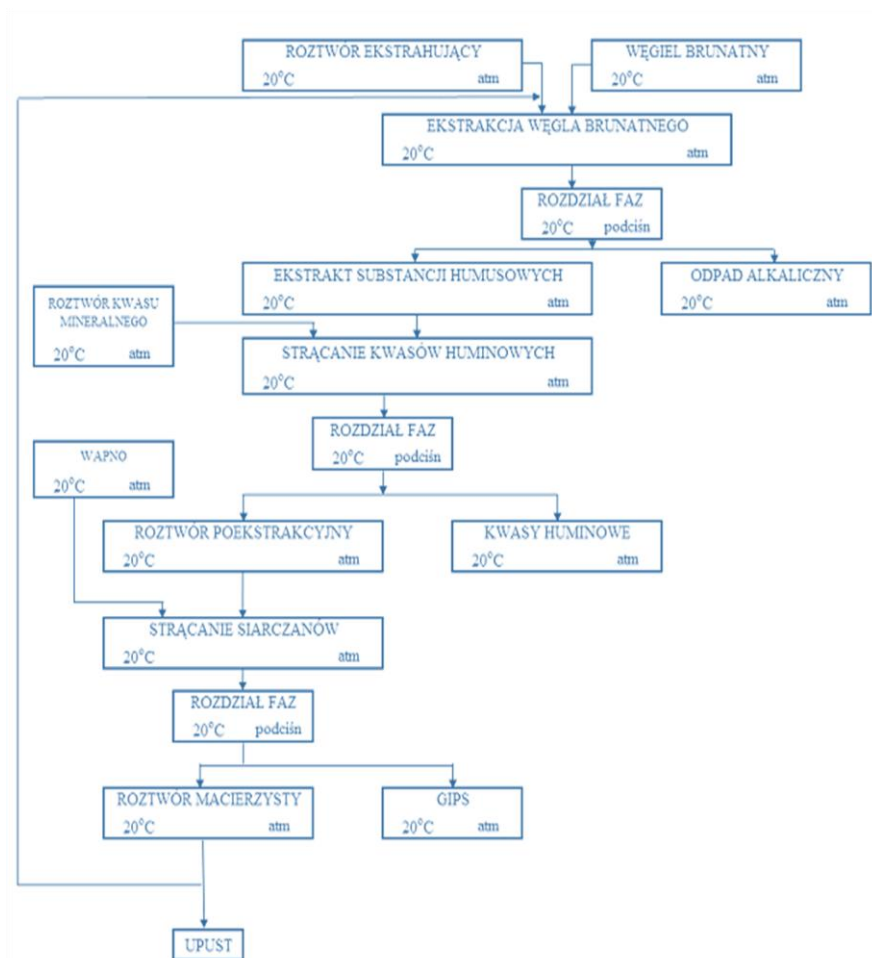 ROZTWÓR EKSTRAHUJĄCY
20°C atm
WĘGIEL BRUNATNY
20°C atm
EKSTRAKCJA WĘGLA BRUNATNEGO
20°C atm
ROZDZIAŁ FAZ
20°C podciśn
EKSTRAKT SUBSTANCJI HUMUSOWYCH
20°C atm
ODPAD ALKALICZNY
20°C atm
ROZTWÓR KWASU
MINERALNEGO
20°C atm
STRĄCANIE KWASÓW HUMINOWYCH
20°C atm
ROZDZIAŁ FAZ
20°C podciśn
WAPNO
20°C atm
ROZTWÓR POEKSTRAKCYJNY
20°C atm
KWASY HUMINOWE
20°C atm
STRĄCANIE SIARCZANÓW
20°C atm
ROZDZIAŁ FAZ
20°C podciśn
ROZTWÓR MACIERZYSTY
20°C atm
GIPS
20°C atm
UPUST